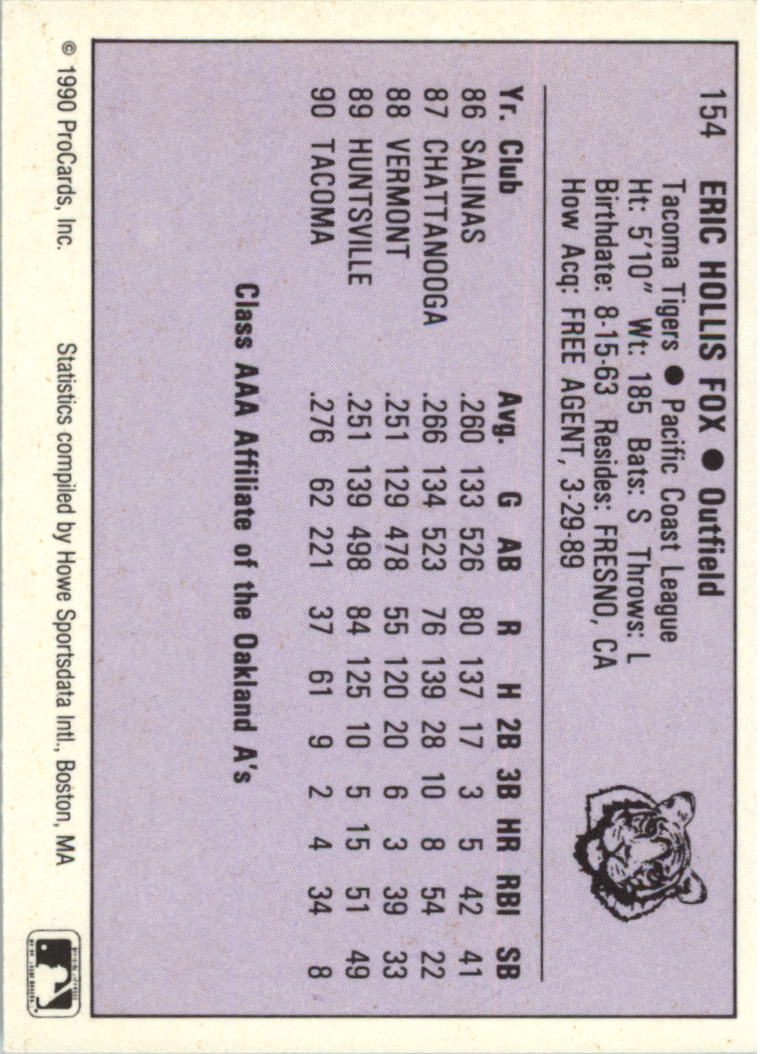 154 ERIC HOLLIS FOX ● Outfield
Tacoma Tigers ● Pacific Coast League
Ht: 5'10" Wt: 185 Bats: S Throws: L
Birthdate: 8-15-63 Resides: FRESNO, CA
How Acq: FREE AGENT, 3-29-89
Yr. Club Avg. G AB R H 2B 3B HR RBI SB
86 SALINAS .260 133 526 80 137 17 3 5 42 41
87 CHATTANOOGA .266 134 523 76 139 28 10 8 54 22
88 VERMONT .251 129 478 55 120 20 6 3 39 33
89 HUNTSVILLE .251 139 498 84 125 10 5 15 51 49
90 TACOMA .276 62 221 37 61 9 2 4 34 8
Class AAA Affiliate of the Oakland A's
© 1990 ProCards, Inc. Statistics compiled by Howe Sportsdata Intl., Boston, MA